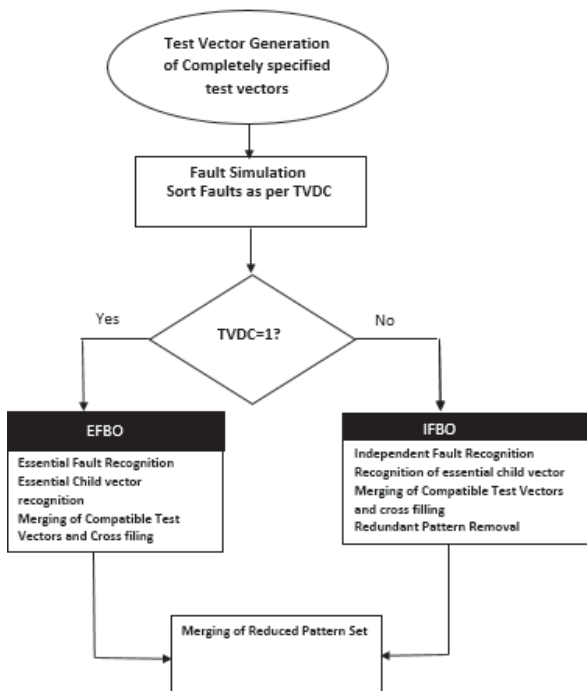 Test Vector Generation
of Completely specified
test vectors
Fault Simulation
Sort Faults as per TVDC
Yes
TVDC=1?
No
EFBO
Essential Fault Recognition
Essential Child vector
recognition
Merging of Compatible Test
Vectors and Cross filing
IFBO
Independent Fault Recognition
Recognition of essential child vector
Merging of Compatible Test Vectors
and cross filling
Redundant Pattern Removal
Merging of Reduced Pattern Set